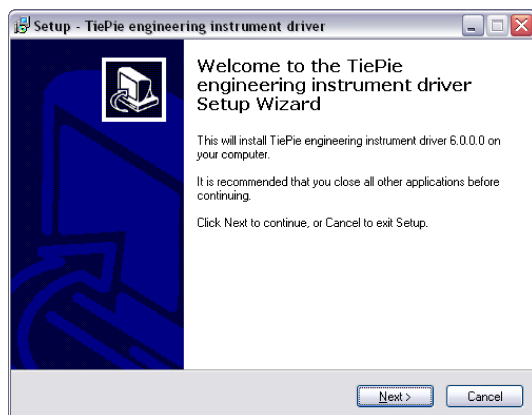 Setup - TiePie engineering instrument driver
Welcome to the TiePie
engineering instrument driver
Setup Wizard
This will install TiePie engineering instrument driver 6.0.0.0 on
your computer.
It is recommended that you close all other applications before
continuing.
Click Next to continue, or Cancel to exit Setup.
Next >
Cancel